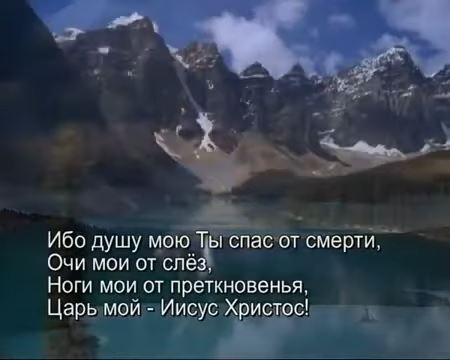 Ибо душу мою Ты спас от смерти,
Очи мои от слёз,
Ноги мои от преткновенья,
Царь мой - Иисус Христос!